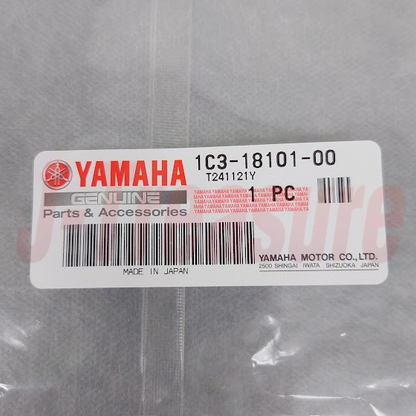 YAMAHA
GENUINE
Parts & Accessories
MADE IN JAPAN
1C3-18101-00
T241121Y
1 PC
YAMAHA MOTOR CO.,LTD.
2500 SHINGAI IWATA SHIZUOKA, JAPAN